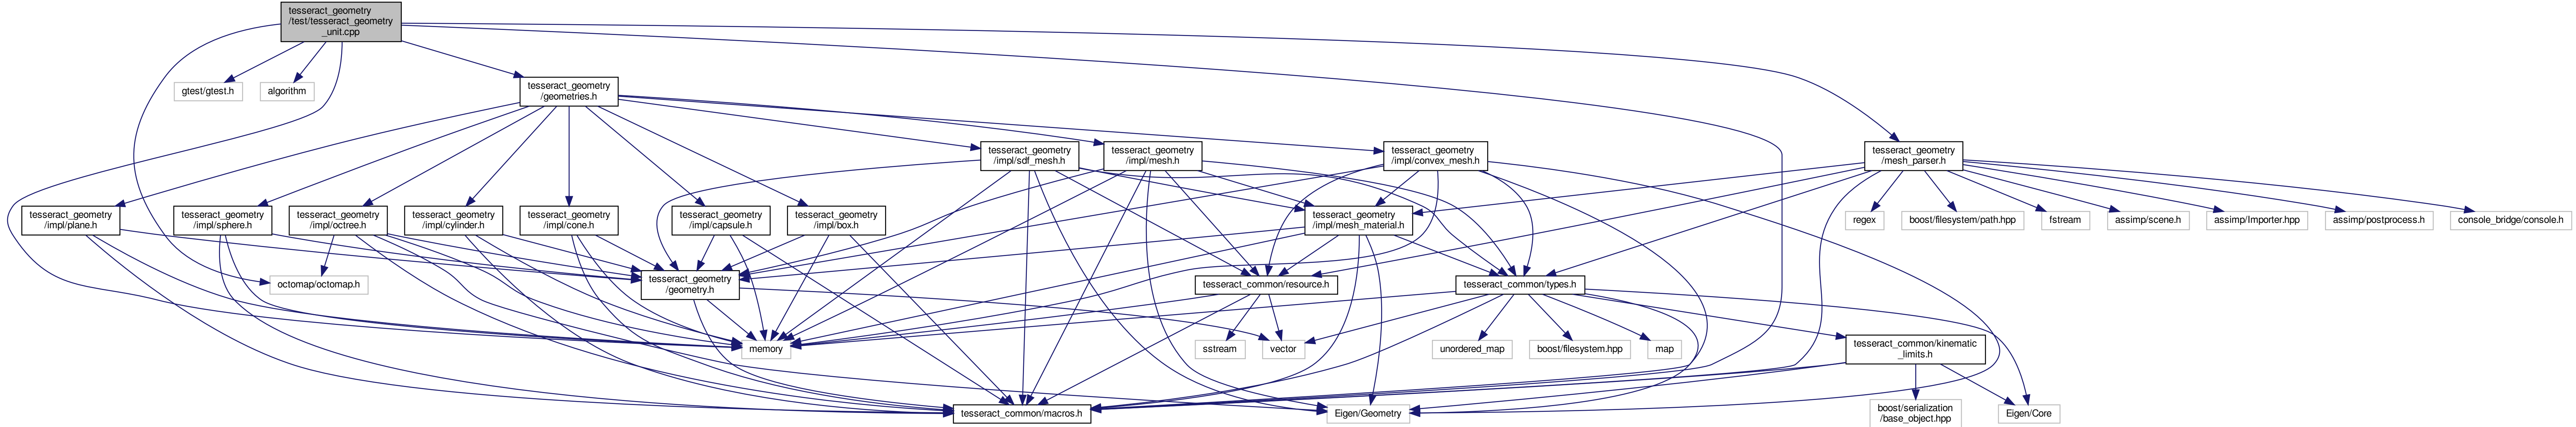 tesseract_geometry
/test/tesseract_geometry
_unit.cpp
gtest/gtest.h
algorithm
tesseract_geometry
/geometries.h
tesseract_geometry
/impl/sdf_mesh.h
tesseract_geometry
/impl/mesh.h
tesseract_geometry
/impl/convex_mesh.h
tesseract_geometry
/mesh_parser.h
tesseract_geometry
/impl/plane.h
tesseract_geometry
/impl/sphere.h
tesseract_geometry
/impl/octree.h
tesseract_geometry
/impl/cylinder.h
tesseract_geometry
/impl/cone.h
tesseract_geometry
/impl/capsule.h
tesseract_geometry
/impl/box.h
tesseract_geometry
/impl/mesh_material.h
regex
boost/filesystem/path.hpp
fstream
assimp/scene.h
assimp/Importer.hpp
assimp/postprocess.h
console_bridge/console.h
octomap/octomap.h
tesseract_geometry
/geometry.h
tesseract_common/resource.h
tesseract_common/types.h
memory
sstream
vector
unordered_map
boost/filesystem.hpp
map
tesseract_common/kinematic
_limits.h
tesseract_common/macros.h
Eigen/Geometry
boost/serialization
/base_object.hpp
Eigen/Core